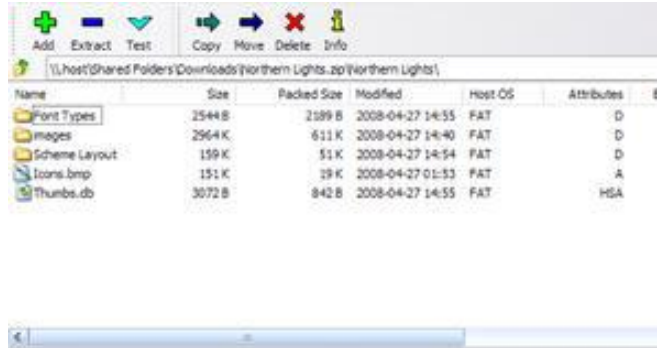 Add Extract Test Copy Move Delete Info
\\.host\Shared Folders\Downloads\Northern Lights.zip\Northern Lights\
Name Size Packed Size Modified Host OS Attributes
Font Types 2544 B 2189 B 2008-04-27 14:55 FAT D
images 2964 K 611 K 2008-04-27 14:40 FAT D
Scheme Layout 159 K 51 K 2008-04-27 14:54 FAT D
Icons.bmp 151 K 19 K 2008-04-27 01:53 FAT A
Thumbs.db 3072 B 842 B 2008-04-27 14:55 FAT HSA